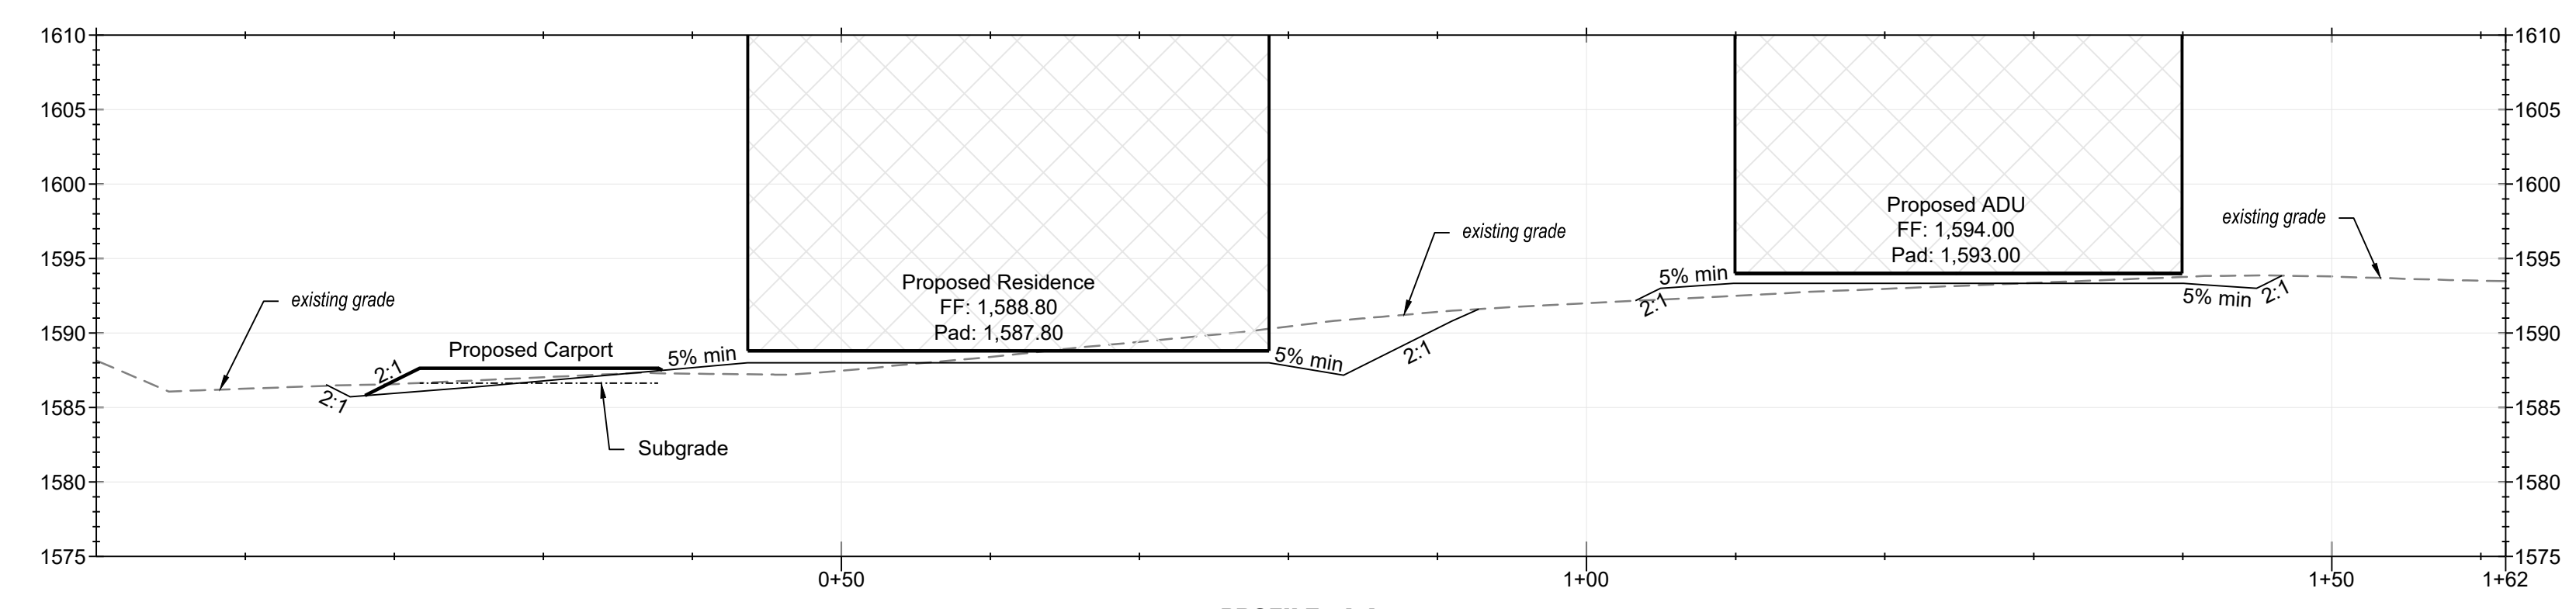 1610
1605
1600
1595
1590
1585
1580
1575
existing grade
2:1
2:1
Proposed Carport
5% min
Subgrade
Proposed Residence
FF: 1,588.80
Pad: 1,587.80
5% min
2:1
existing grade
2:1
5% min
Proposed ADU
FF: 1,594.00
Pad: 1,593.00
5% min
2:1
existing grade
1610
1605
1600
1595
1590
1585
1580
1575
0+50
1+00
1+50
1+62